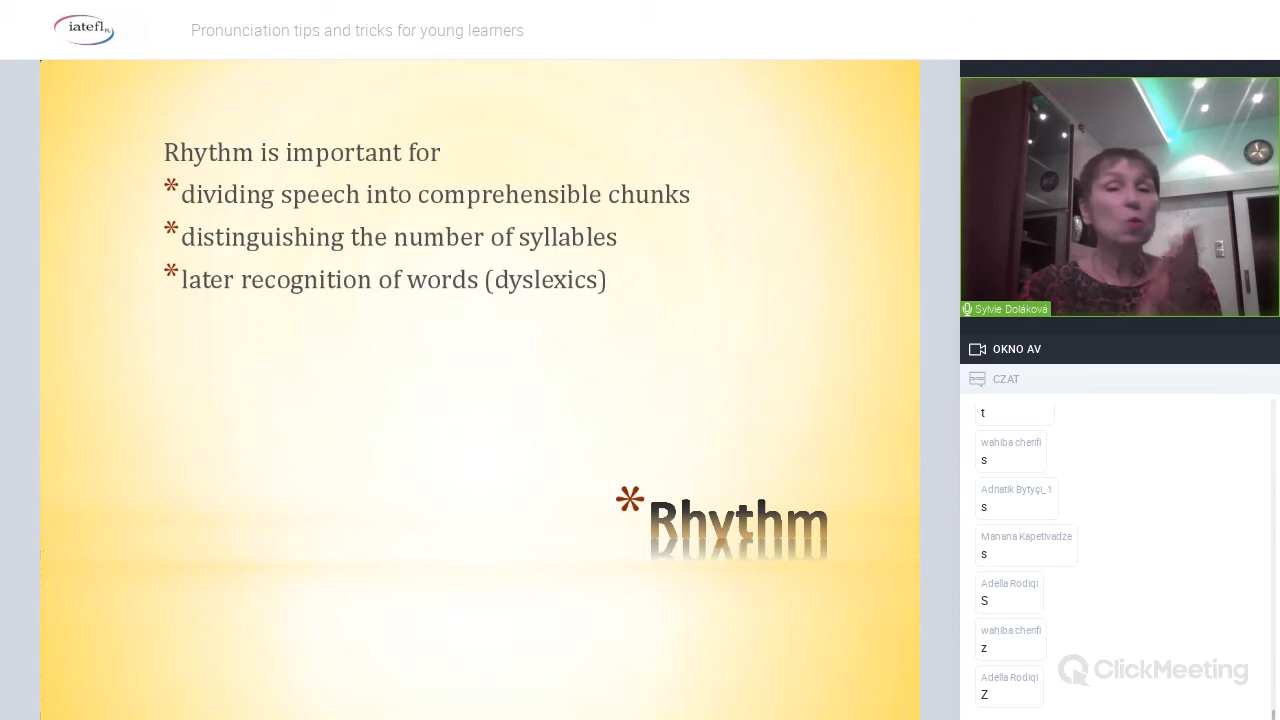 iatefl PL
Pronunciation tips and tricks for young learners
Rhythm is important for
*dividing speech into comprehensible chunks
*distinguishing the number of syllables
*later recognition of words (dyslexics)
*Rhythm
Sylvie Doláková
OKNO AV
CZAT
t
wahiba cherifi
s
Adriatik Bytyçi_1
s
Manana Kapetivadze
s
Adella Rodiqi
S
wahiba cherifi
z
Adella Rodiqi
Z
ClickMeeting